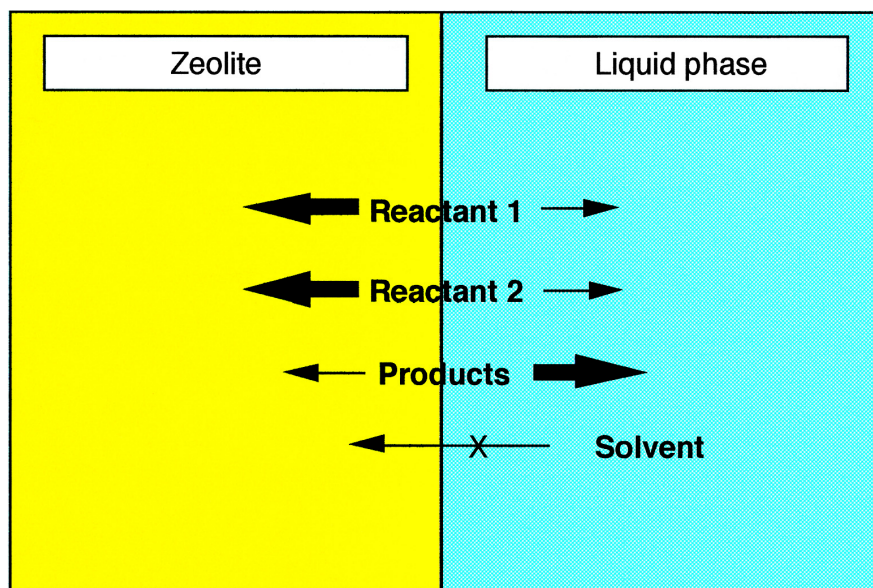 Zeolite
Liquid phase
Reactant 1
Reactant 2
Products
X
Solvent